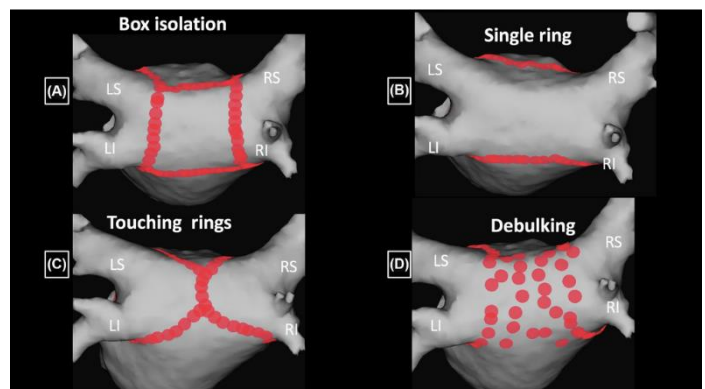 Box isolation
(A)
LS
RS
LI
RI
Single ring
(B)
LS
RS
LI
RI
Touching rings
(C)
LS
RS
LI
RI
Debulking
(D)
LS
RS
LI
RI